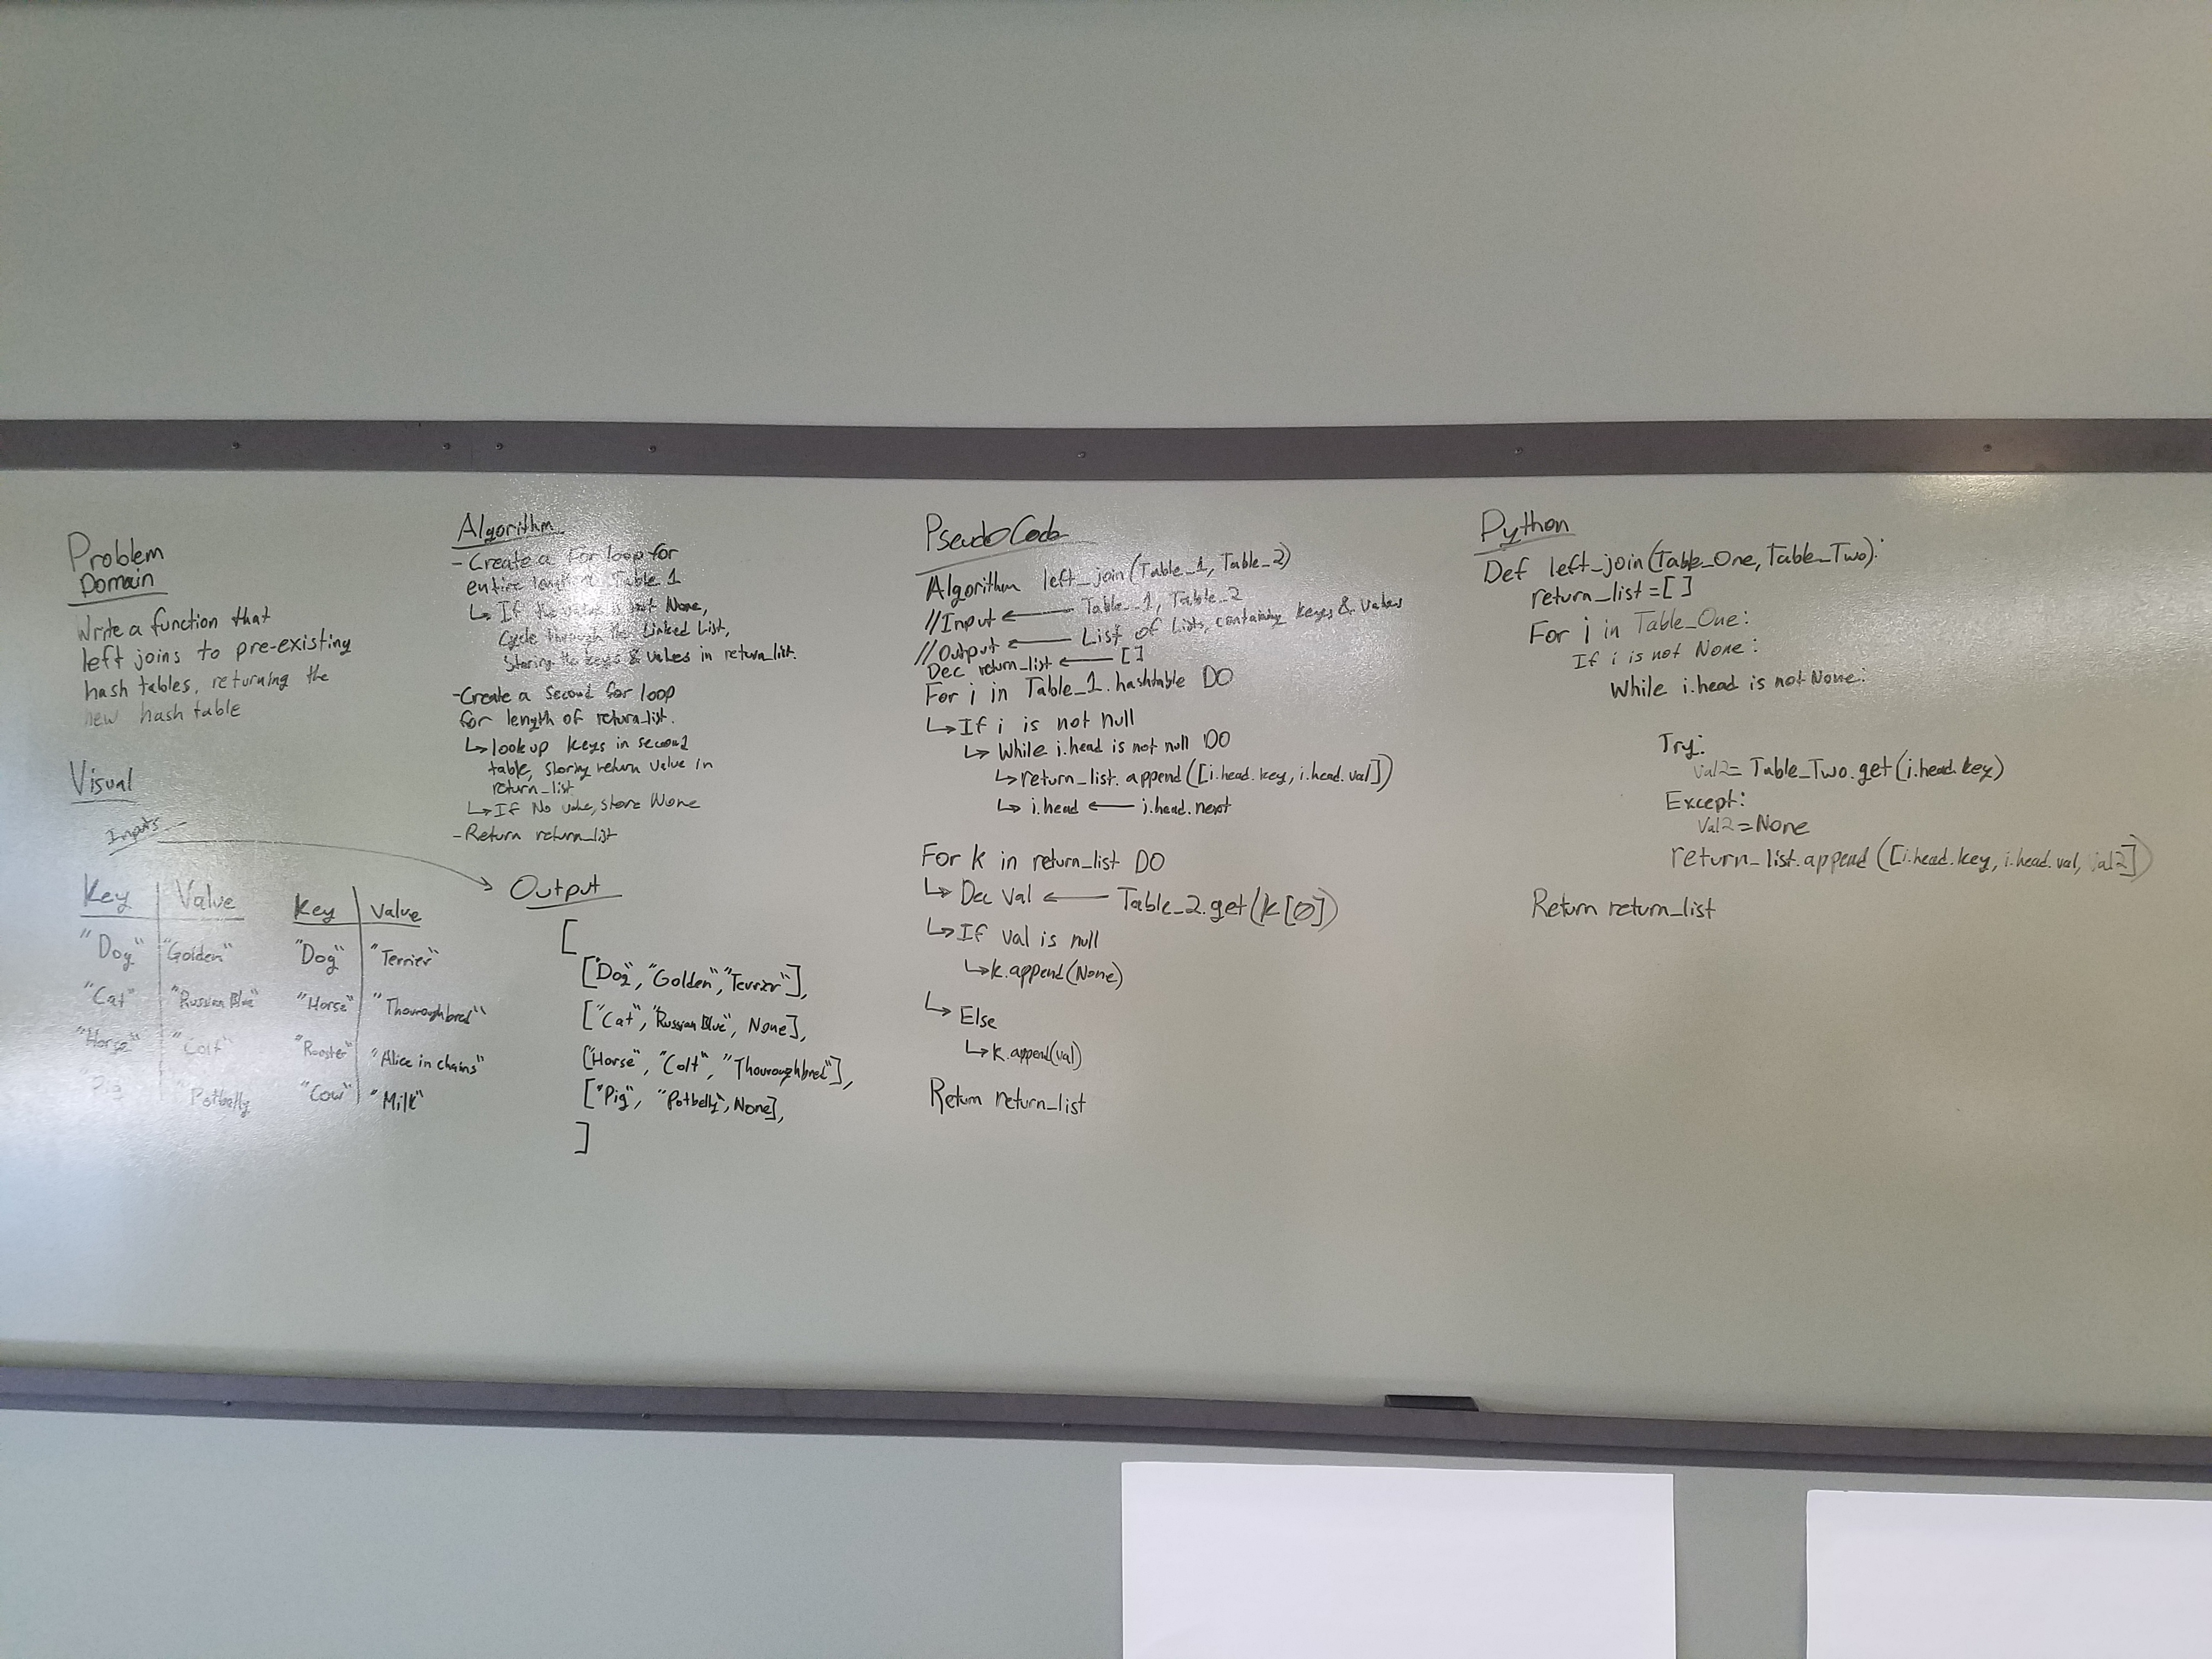 Problem
Domain
Write a function that
left joins to pre-existing
hash tables, returning the
new hash table
Visual
Inputs
Key | Value
"Dog" "Golden"
"Cat" "Russian Blue"
"Horse" "Colt"
"Pig" "Potbelly
Key | Value
"Dog" "Terrier"
"Horse" "Thouroughbred"
"Rooster" "Alice in chains"
"Cow" "Milk"
Algorithm
- Create a For loop for
entire length of Table 1
↳ If the value is not None,
Cycle through the Linked List,
Storing the keys & values in return_list.
-Create a second for loop
for length of return_list.
↳ lookup keys in second
table, storing return value in
return_list
↳ If No value, store None
- Return return_list
Output
[
["Dog", "Golden", "Terrier"],
["Cat", "Russian Blue", None],
["Horse", "Colt", "Thouroughbred"],
["Pig", "Potbelly", None],
]
PseudoCode
Algorithm left_join(Table_1, Table_2)
//Input ← Table_1, Table_2
//Output ← List of Lists, containing keyes & values
Dec return_list ← []
For i in Table_1.hashtable DO
↳ If i is not null
↳ While i.head is not null DO
↳ return_list.append([i.head.key, i.head.val])
↳ i.head ← i.head.next
For k in return_list DO
↳ Dec val ← Table_2.get(k[0])
↳ If val is null
↳ k.append(None)
↳ Else
↳ k.append(val)
Return return_list
Python
Def left_join(Table_One, Table_Two):
return_list = []
For i in Table_One:
If i is not None:
While i.head is not None:
Try:
val2 = Table_Two.get(i.head.key)
Except:
val2 = None
return_list.append([i.head.key, i.head.val, val2])
Return return_list